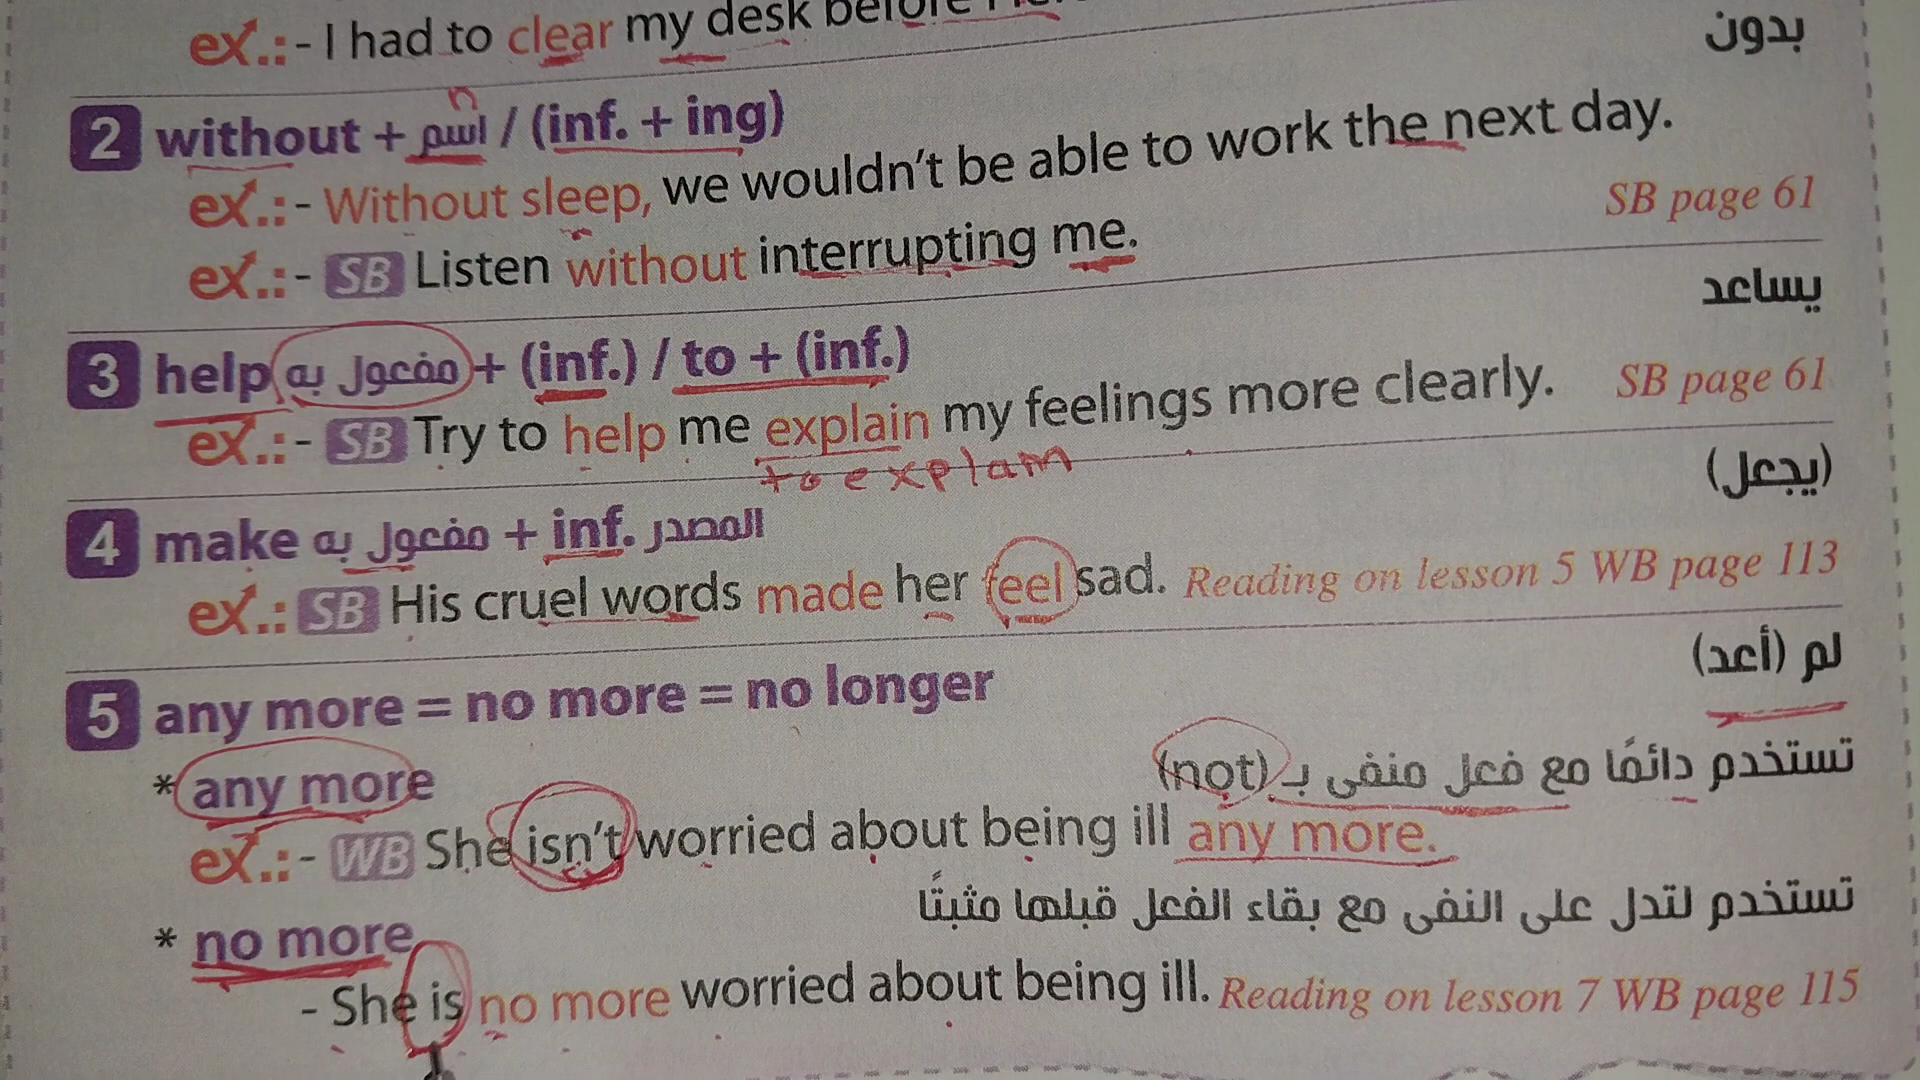 ex.:- I had to clear my desk before
بدون
n
2 without + اسم / (inf. + ing)
ex.:- Without sleep, we wouldn't be able to work the next day.
SB page 61
ex.:- SB Listen without interrupting me.
يساعد
3 help مفعول به + (inf.) / to + (inf.)
ex.:- SB Try to help me explain my feelings more clearly. SB page 61
to explain
(يجعل)
4 make مفعول به + inf. المصدر
ex.: SB His cruel words made her feel sad. Reading on lesson 5 WB page 113
لم (أعد)
5 any more = no more = no longer
* any more تستخدم دائمًا مع فعل منفى بـ (not)
ex.:- WB She isn't worried about being ill any more.
* no more تستخدم لتدل على النفى مع بقاء الفعل قبلها مثبتًا
- She is no more worried about being ill. Reading on lesson 7 WB page 115